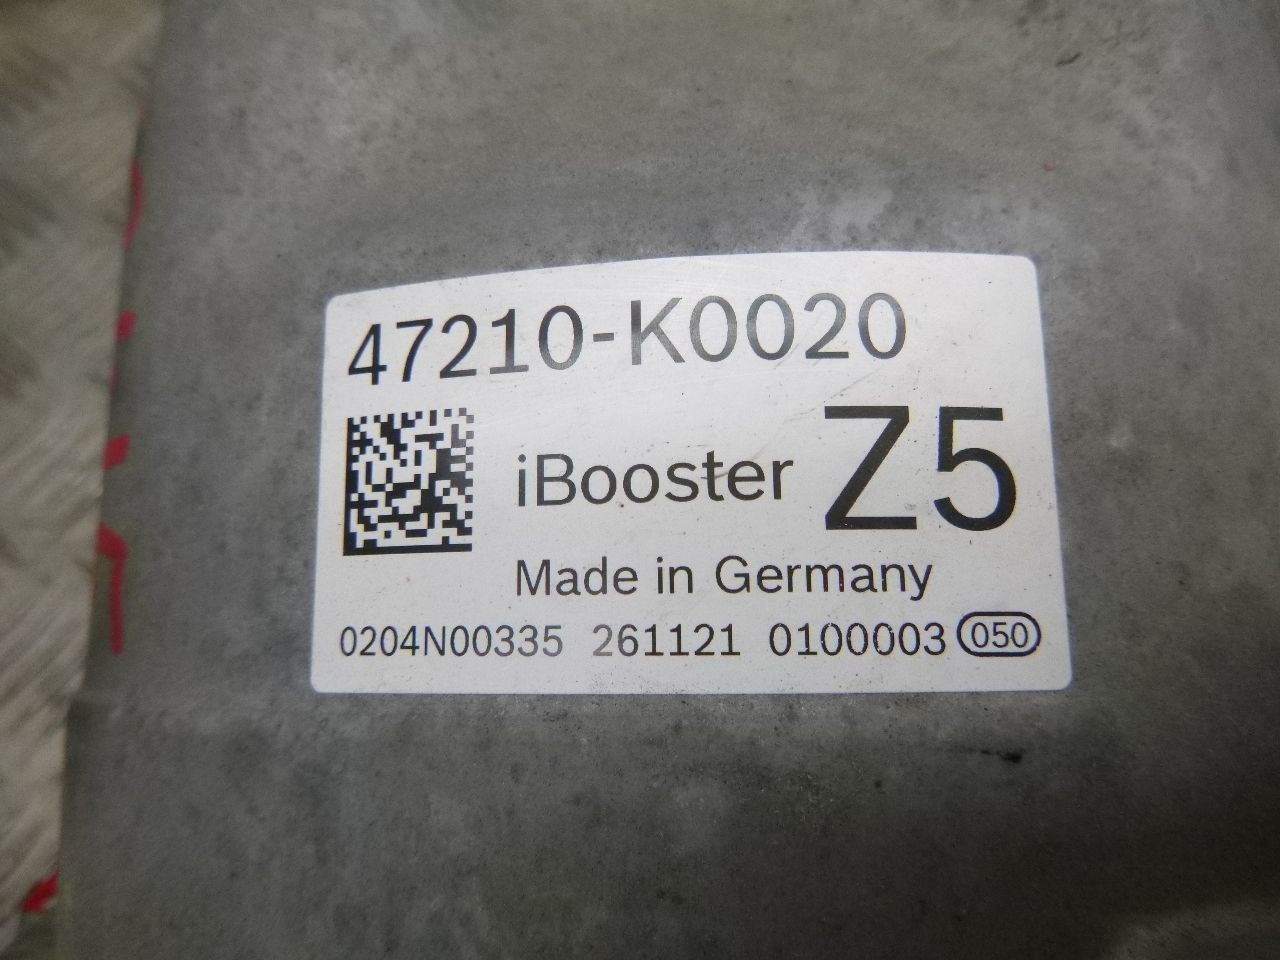 47210-K0020
iBooster Z5
Made in Germany
0204N00335 261121 0100003 050